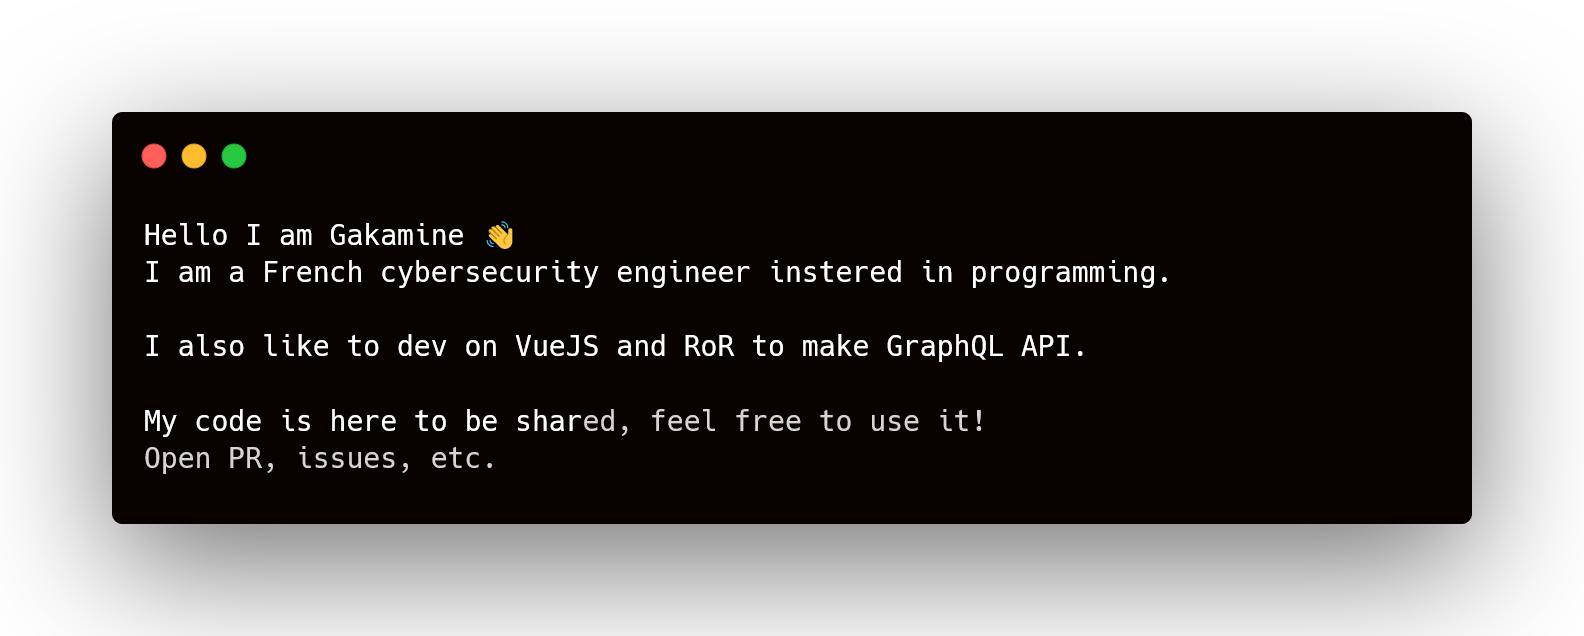 Hello I am Gakamine 👋
I am a French cybersecurity engineer instered in programming.
I also like to dev on VueJS and RoR to make GraphQL API.
My code is here to be shared, feel free to use it!
Open PR, issues, etc.